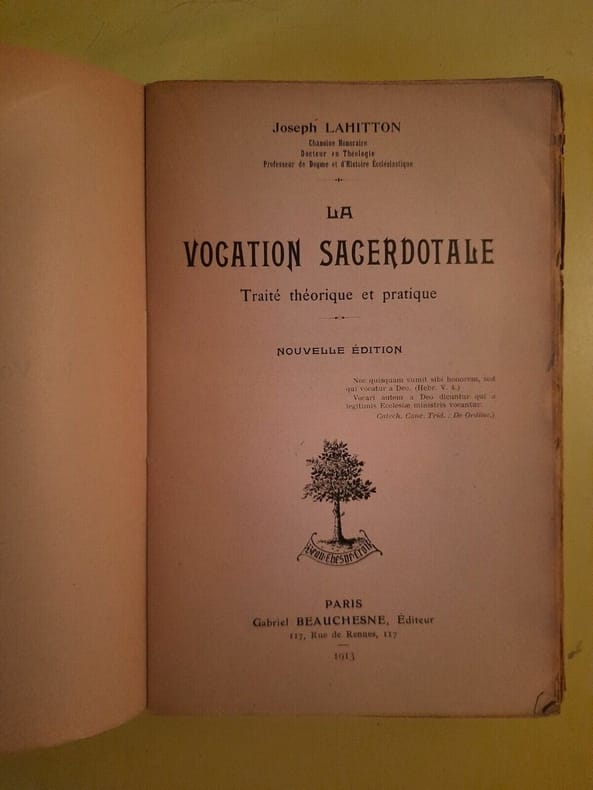 Joseph LAHITTON
Chanoine Honoraire
Docteur en Théologie
Professeur de Dogme et d'Histoire Ecclésiastique
LA
VOCATION SACERDOTALE
Traité théorique et pratique
NOUVELLE ÉDITION
Nec quisquam sumit sibi honorem, sed
qui vocatur a Deo. (Hebr. V. 4.)
Vocari autem a Deo dicuntur qui a
legitimis Ecclesiæ ministris vocantur.
Catech. Conc. Trid. : De Ordine.)
PARIS
Gabriel BEAUCHESNE, Éditeur
117, Rue de Rennes, 117
1913